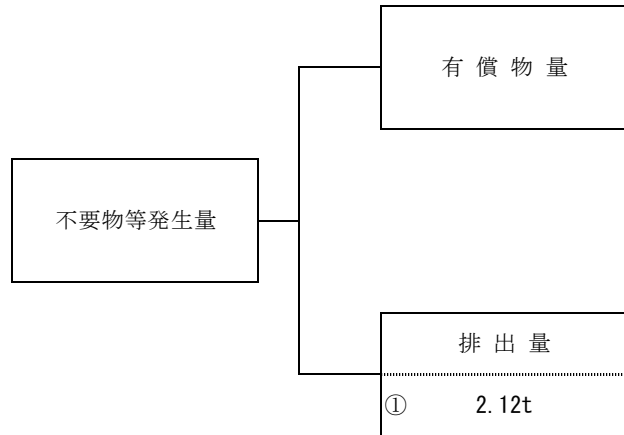 有 償 物 量
不要物等発生量
排 出 量
① 2.12t